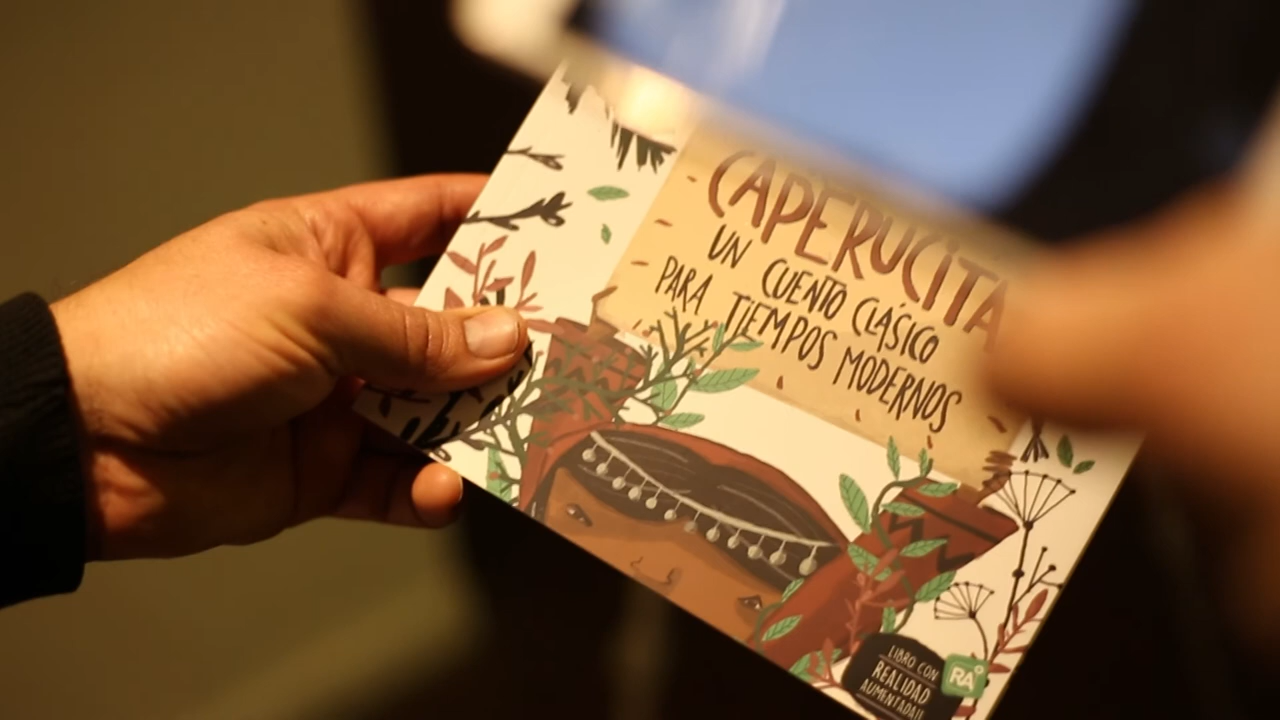 CAPERUCITA
UN CUENTO CLÁSICO
PARA TIEMPOS MODERNOS
LIBRO CON
REALIDAD
AUMENTADA!!
RA